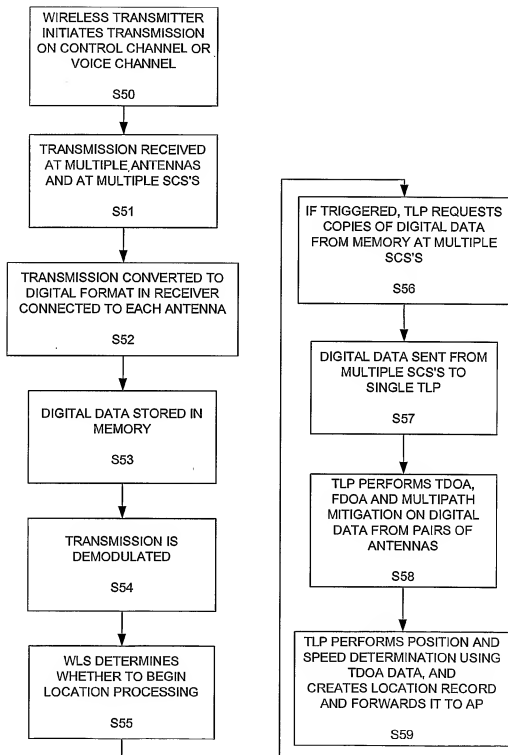 WIRELESS TRANSMITTER
INITIATES TRANSMISSION
ON CONTROL CHANNEL OR
VOICE CHANNEL
S50
TRANSMISSION RECEIVED
AT MULTIPLE ANTENNAS
AND AT MULTIPLE SCS'S
S51
TRANSMISSION CONVERTED TO
DIGITAL FORMAT IN RECEIVER
CONNECTED TO EACH ANTENNA
S52
DIGITAL DATA STORED IN
MEMORY
S53
TRANSMISSION IS
DEMODULATED
S54
WLS DETERMINES
WHETHER TO BEGIN
LOCATION PROCESSING
S55
IF TRIGGERED, TLP REQUESTS
COPIES OF DIGITAL DATA
FROM MEMORY AT MULTIPLE
SCS'S
S56
DIGITAL DATA SENT FROM
MULTIPLE SCS'S TO
SINGLE TLP
S57
TLP PERFORMS TDOA,
FDOA AND MULTIPATH
MITIGATION ON DIGITAL
DATA FROM PAIRS OF
ANTENNAS
S58
TLP PERFORMS POSITION AND
SPEED DETERMINATION USING
TDOA DATA, AND
CREATES LOCATION RECORD
AND FORWARDS IT TO AP
S59